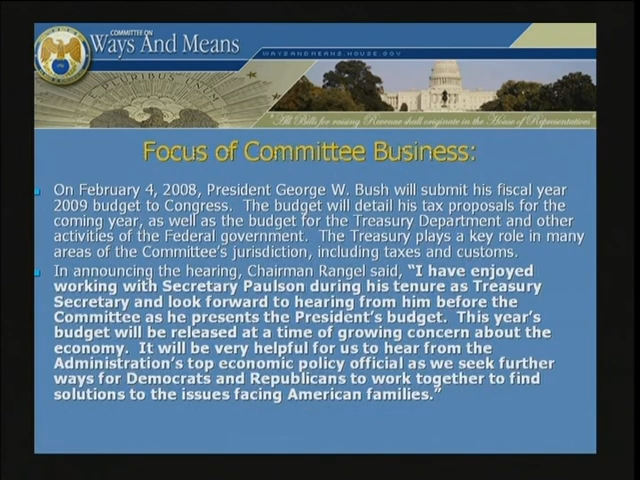 COMMITTEE ON
Ways And Means
WAYSANDMEANS.HOUSE.GOV
E PLURIBUS UNUM
"All Bills for raising Revenue shall originate in the House of Representatives"
Focus of Committee Business:
On February 4, 2008, President George W. Bush will submit his fiscal year
2009 budget to Congress. The budget will detail his tax proposals for the
coming year, as well as the budget for the Treasury Department and other
activities of the Federal government. The Treasury plays a key role in many
areas of the Committee's jurisdiction, including taxes and customs.
In announcing the hearing, Chairman Rangel said, "I have enjoyed
working with Secretary Paulson during his tenure as Treasury
Secretary and look forward to hearing from him before the
Committee as he presents the President's budget. This year's
budget will be released at a time of growing concern about the
economy. It will be very helpful for us to hear from the
Administration's top economic policy official as we seek further
ways for Democrats and Republicans to work together to find
solutions to the issues facing American families."